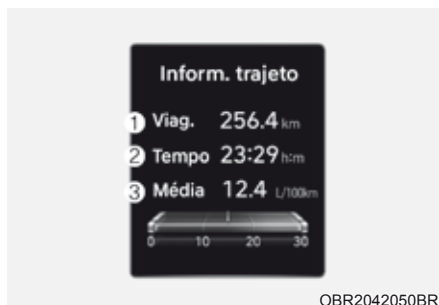 Inform. trajeto
1 Viag. 256.4 km
2 Tempo 23:29 h:m
3 Média 12.4 L/100km
0 10 20 30
OBR2042050BR